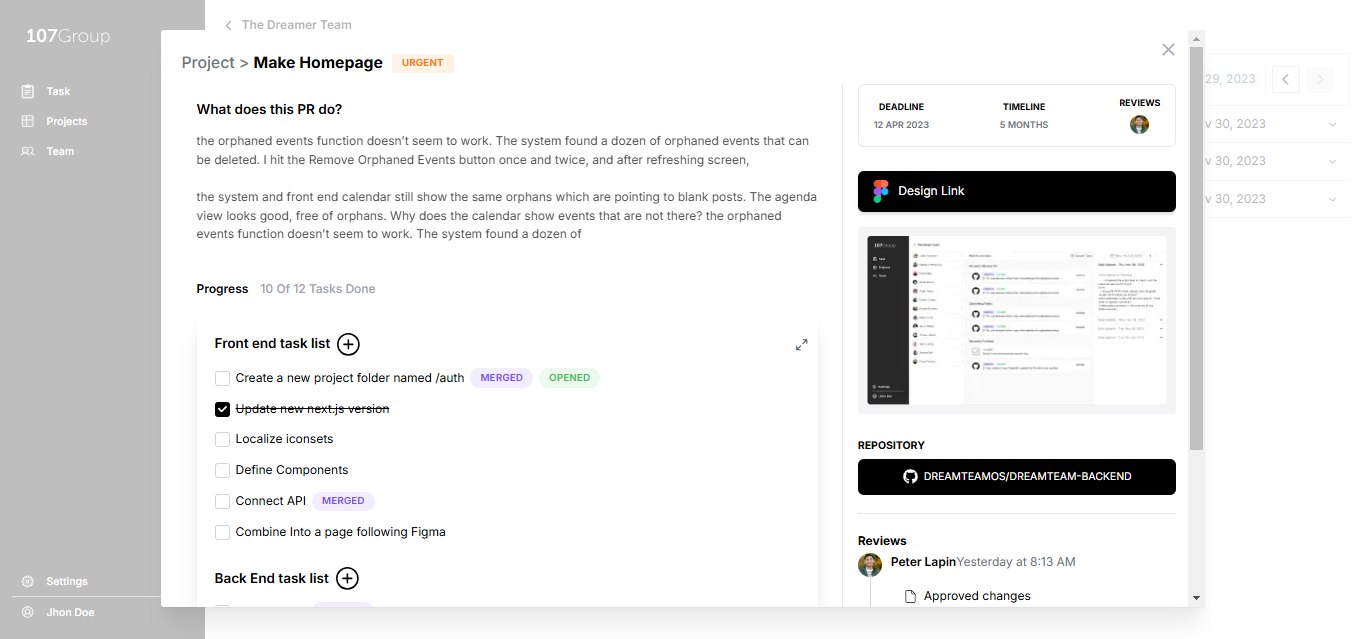 107Group
Task
Projects
Team
Settings
Jhon Doe
The Dreamer Team
29, 2023
v 30, 2023
v 30, 2023
v 30, 2023
Project > Make Homepage URGENT
What does this PR do?
the orphaned events function doesn’t seem to work. The system found a dozen of orphaned events that can
be deleted. I hit the Remove Orphaned Events button once and twice, and after refreshing screen,
the system and front end calendar still show the same orphans which are pointing to blank posts. The agenda
view looks good, free of orphans. Why does the calendar show events that are not there? the orphaned
events function doesn’t seem to work. The system found a dozen of
Progress 10 Of 12 Tasks Done
Front end task list
Create a new project folder named /auth MERGED OPENED
Update new next.js version
Localize iconsets
Define Components
Connect API MERGED
Combine Into a page following Figma
Back End task list
DEADLINE TIMELINE REVIEWS
12 APR 2023 5 MONTHS
Design Link
107Group
REPOSITORY
DREAMTEAMOS/DREAMTEAM-BACKEND
Reviews
Peter LapinYesterday at 8:13 AM
Approved changes